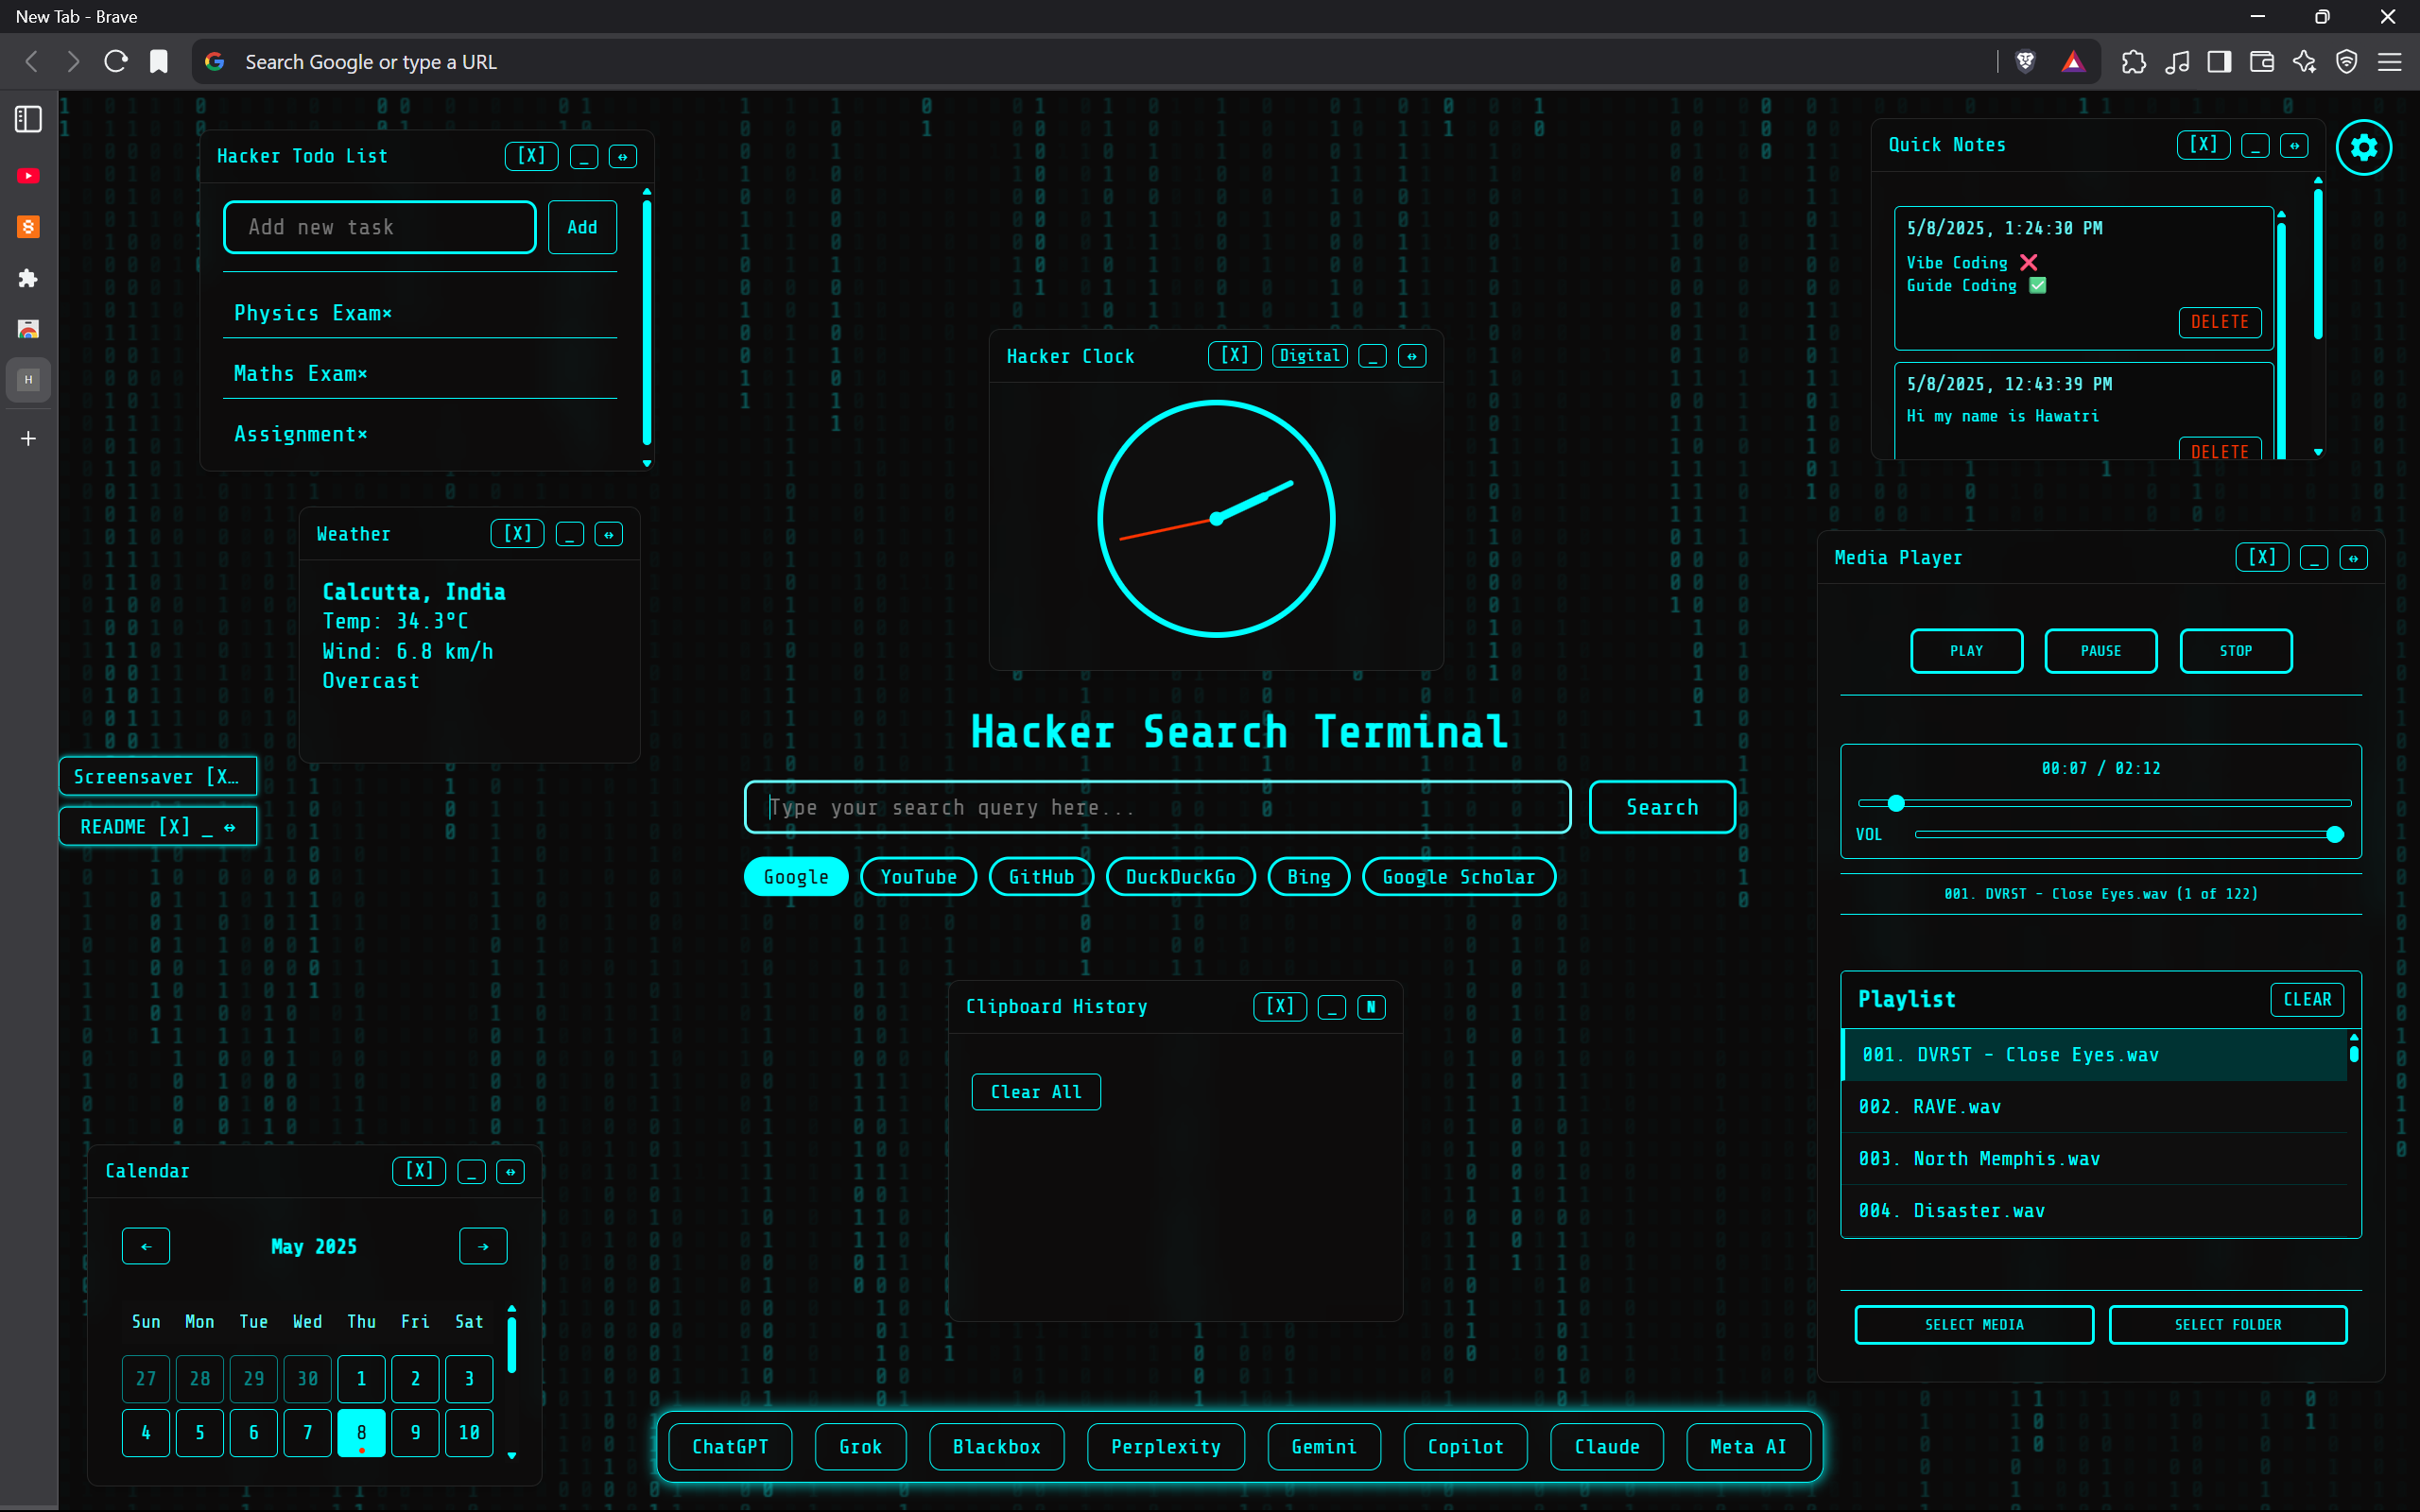 New Tab - Brave
Search Google or type a URL
Hacker Todo List [X] _ ↔
Add new task Add
Physics Exam×
Maths Exam×
Assignment×
Weather [X] _ ↔
Calcutta, India
Temp: 34.3°C
Wind: 6.8 km/h
Overcast
Screensaver [X…
README [X] _ ↔
Calendar [X] _ ↔
← May 2025 →
Sun Mon Tue Wed Thu Fri Sat
27 28 29 30 1 2 3
4 5 6 7 8 9 10
Hacker Clock [X] Digital _ ↔
Hacker Search Terminal
Type your search query here... Search
Google YouTube GitHub DuckDuckGo Bing Google Scholar
Clipboard History [X] _ N
Clear All
ChatGPT Grok Blackbox Perplexity Gemini Copilot Claude Meta AI
Quick Notes [X] _ ↔
5/8/2025, 1:24:30 PM
Vibe Coding ❌
Guide Coding ✅
DELETE
5/8/2025, 12:43:39 PM
Hi my name is Hawatri
DELETE
Media Player [X] _ ↔
PLAY PAUSE STOP
00:07 / 02:12
VOL
001. DVRST - Close Eyes.wav (1 of 122)
Playlist CLEAR
001. DVRST - Close Eyes.wav
002. RAVE.wav
003. North Memphis.wav
004. Disaster.wav
SELECT MEDIA SELECT FOLDER
H